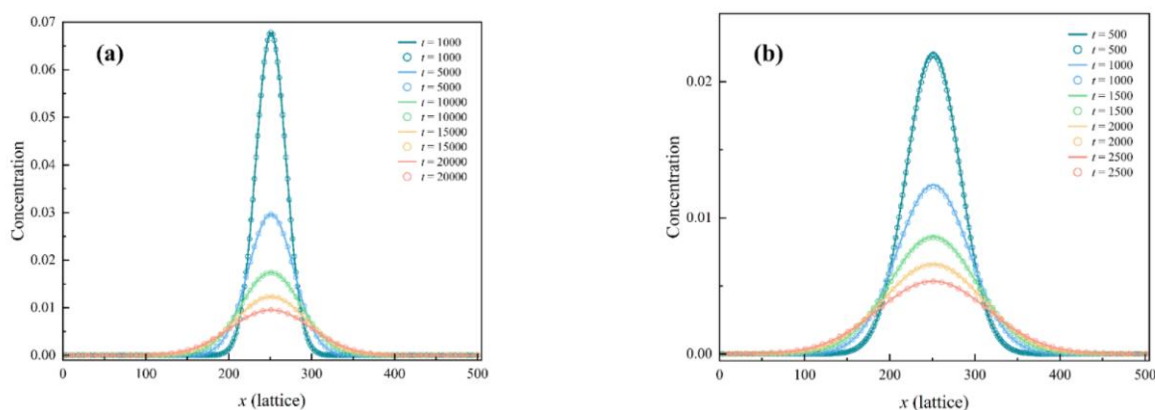 0.07
0.06
0.05
0.04
0.03
0.02
0.01
0.00
Concentration
(a)
t = 1000
t = 1000
t = 5000
t = 5000
t = 10000
t = 10000
t = 15000
t = 15000
t = 20000
t = 20000
0 100 200 300 400 500
x (lattice)
0.02
0.01
0.00
Concentration
(b)
t = 500
t = 500
t = 1000
t = 1000
t = 1500
t = 1500
t = 2000
t = 2000
t = 2500
t = 2500
0 100 200 300 400 500
x (lattice)